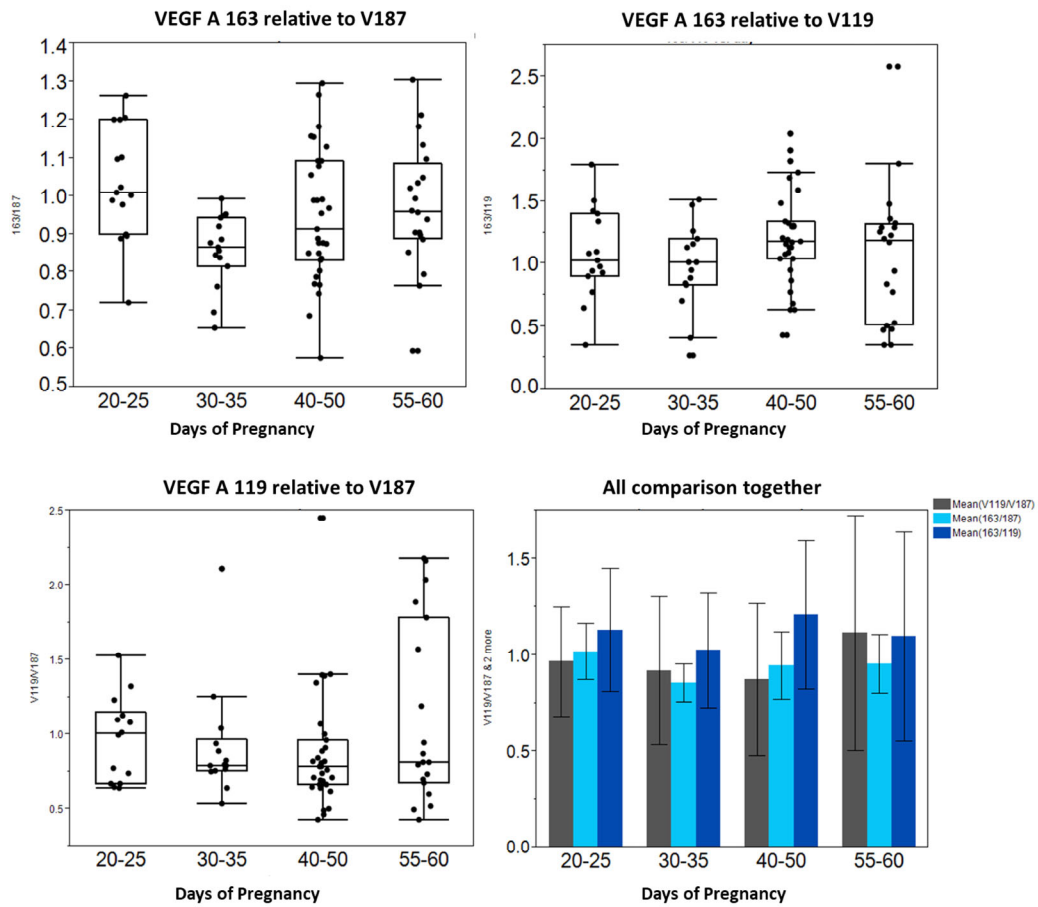 VEGF A 163 relative to V187
1.4
1.3
1.2
1.1
1.0
0.9
0.8
0.7
0.6
0.5
163/187
20-25 30-35 40-50 55-60
Days of Pregnancy
VEGF A 163 relative to V119
2.5
2.0
1.5
1.0
0.5
0.0
163/119
20-25 30-35 40-50 55-60
Days of Pregnancy
VEGF A 119 relative to V187
2.5
2.0
1.5
1.0
0.5
V119/V187
20-25 30-35 40-50 55-60
Days of Pregnancy
All comparison together
Mean(V119/V187)
Mean(163/187)
Mean(163/119)
1.5
1.0
0.5
0.0
V119/V187 & 2 more
20-25 30-35 40-50 55-60
Days of Pregnancy